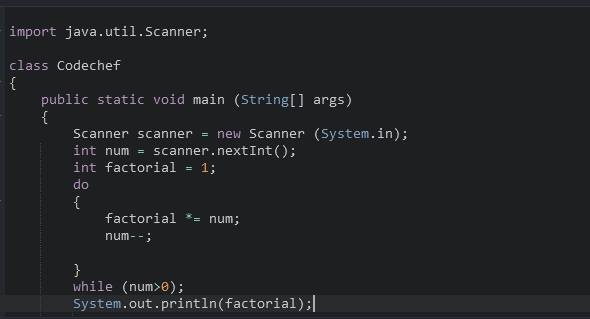 import java.util.Scanner;
class Codechef
{
public static void main (String[] args)
{
Scanner scanner = new Scanner (System.in);
int num = scanner.nextInt();
int factorial = 1;
do
{
factorial *= num;
num--;
}
while (num>0);
System.out.println(factorial);